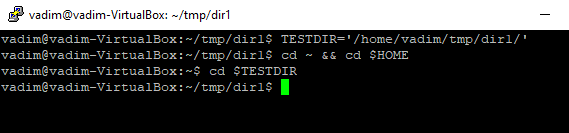 vadim@vadim-VirtualBox: ~/tmp/dir1
vadim@vadim-VirtualBox:~/tmp/dir1$ TESTDIR='/home/vadim/tmp/dir1/'
vadim@vadim-VirtualBox:~/tmp/dir1$ cd ~ && cd $HOME
vadim@vadim-VirtualBox:~$ cd $TESTDIR
vadim@vadim-VirtualBox:~/tmp/dir1$